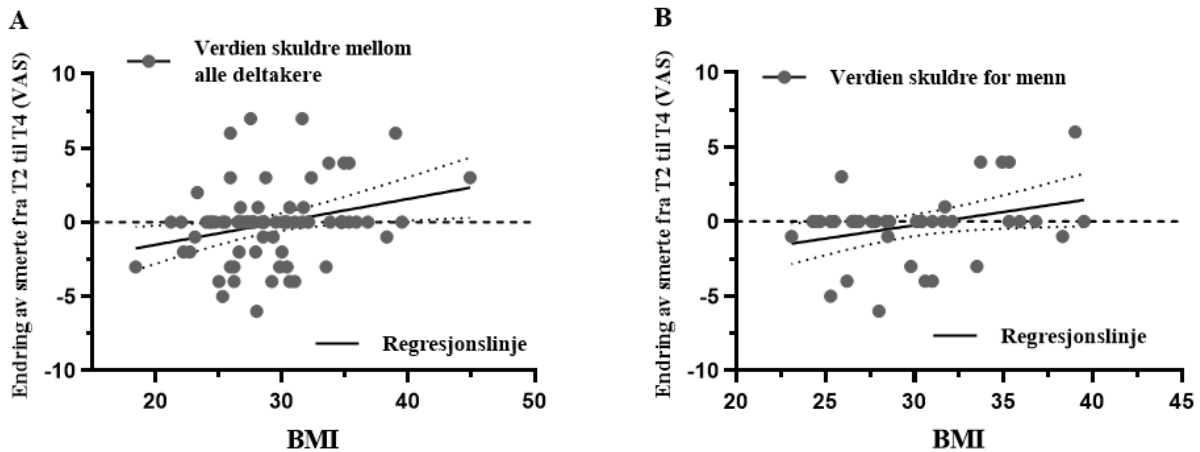 A
Verdien skuldre mellom
alle deltakere
Endring av smerte fra T2 til T4 (VAS)
10
5
0
-5
-10
Regresjonslinje
20
30
40
50
BMI
B
Verdien skuldre for menn
Endring av smerte fra T2 til T4 (VAS)
10
5
0
-5
-10
Regresjonslinje
20
25
30
35
40
45
BMI